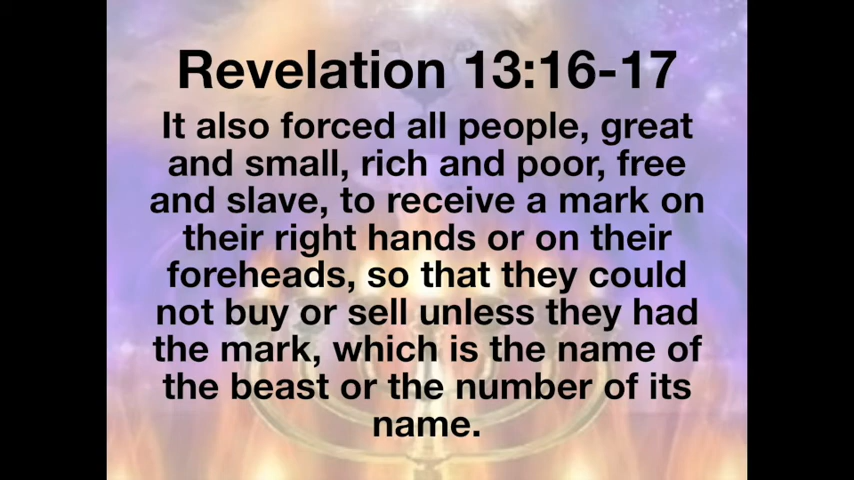 Revelation 13:16-17
It also forced all people, great
and small, rich and poor, free
and slave, to receive a mark on
their right hands or on their
foreheads, so that they could
not buy or sell unless they had
the mark, which is the name of
the beast or the number of its
name.